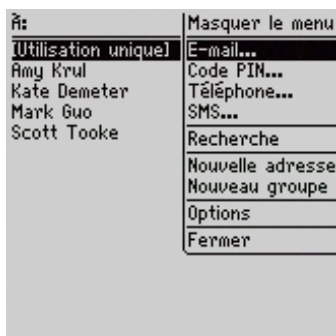 À:
[Utilisation unique]
Amy Krul
Kate Demeter
Mark Guo
Scott Tooke
Masquer le menu
E-mail...
Code PIN...
Téléphone...
SMS...
Recherche
Nouvelle adresse
Nouveau groupe
Options
Fermer